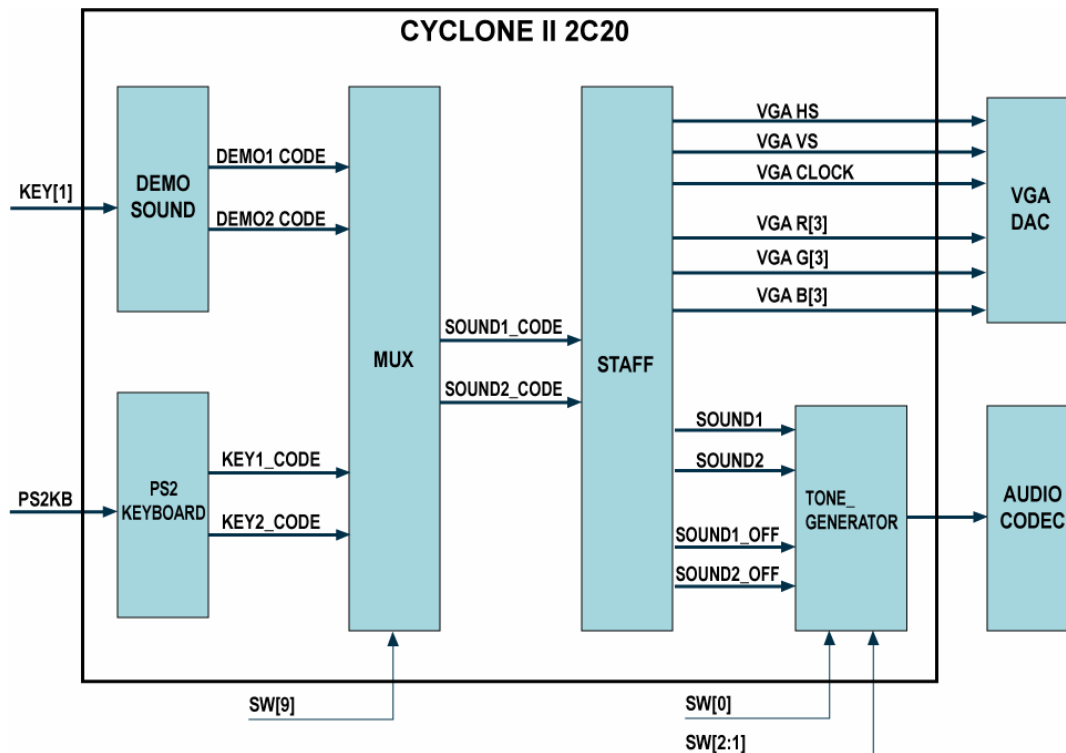 CYCLONE II 2C20
KEY[1]
DEMO
SOUND
DEMO1 CODE
DEMO2 CODE
PS2KB
PS2
KEYBOARD
KEY1_CODE
KEY2_CODE
MUX
SW[9]
SOUND1_CODE
SOUND2_CODE
STAFF
VGA HS
VGA VS
VGA CLOCK
VGA R[3]
VGA G[3]
VGA B[3]
VGA
DAC
SOUND1
SOUND2
SOUND1_OFF
SOUND2_OFF
TONE_
GENERATOR
AUDIO
CODEC
SW[0]
SW[2:1]